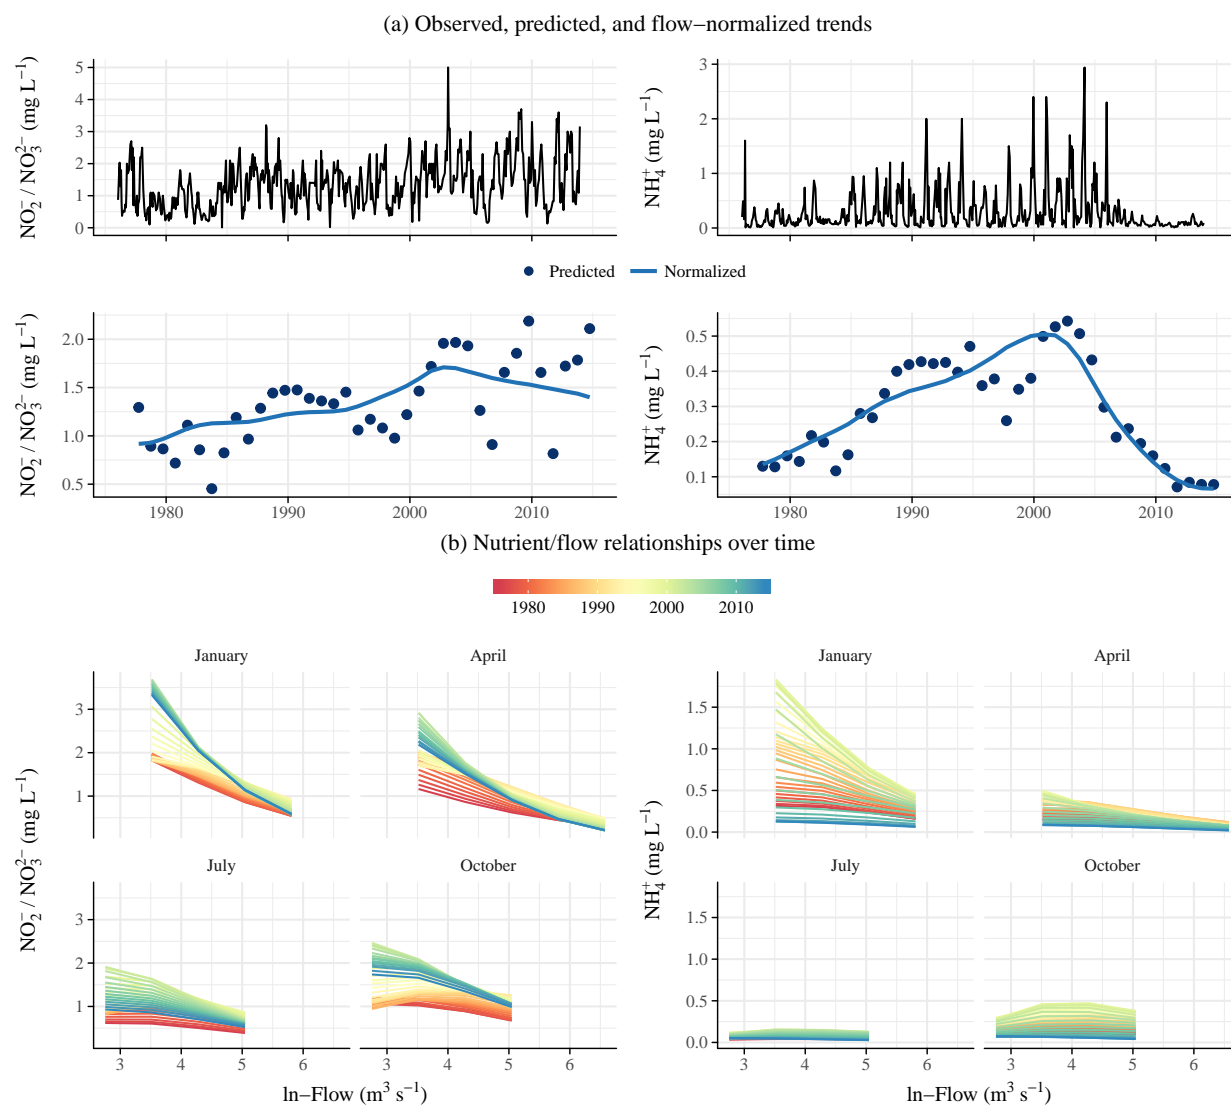 (a) Observed, predicted, and flow−normalized trends
NO₂⁻ / NO₃²⁻ (mg L⁻¹)
5
4
3
2
1
0
NH₄⁺ (mg L⁻¹)
3
2
1
0
Predicted Normalized
NO₂⁻ / NO₃²⁻ (mg L⁻¹)
2.0
1.5
1.0
0.5
1980 1990 2000 2010
NH₄⁺ (mg L⁻¹)
0.5
0.4
0.3
0.2
0.1
1980 1990 2000 2010
(b) Nutrient/flow relationships over time
1980 1990 2000 2010
NO₂⁻ / NO₃²⁻ (mg L⁻¹)
January April
3
2
1
July October
3
2
1
3 4 5 6 3 4 5 6
ln−Flow (m³ s⁻¹)
NH₄⁺ (mg L⁻¹)
January April
1.5
1.0
0.5
0.0
July October
1.5
1.0
0.5
0.0
3 4 5 6 3 4 5 6
ln−Flow (m³ s⁻¹)